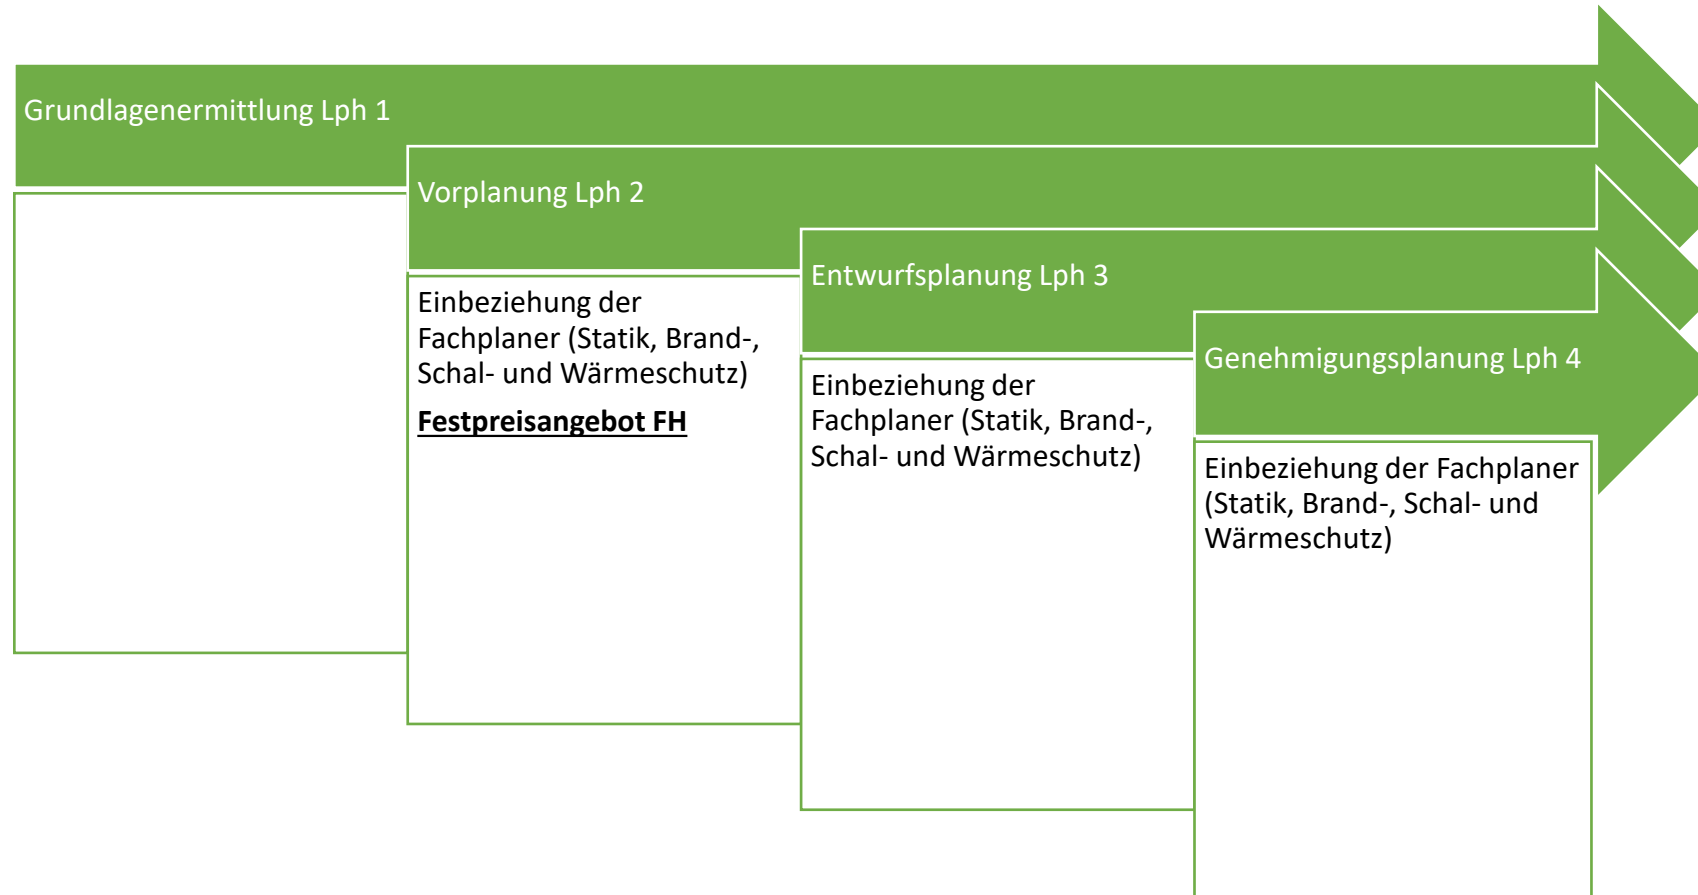 Grundlagenermittlung Lph 1
Vorplanung Lph 2
Einbeziehung der
Fachplaner (Statik, Brand-,
Schal- und Wärmeschutz)
Festpreisangebot FH
Entwurfsplanung Lph 3
Einbeziehung der
Fachplaner (Statik, Brand-,
Schal- und Wärmeschutz)
Genehmigungsplanung Lph 4
Einbeziehung der Fachplaner
(Statik, Brand-, Schal- und
Wärmeschutz)